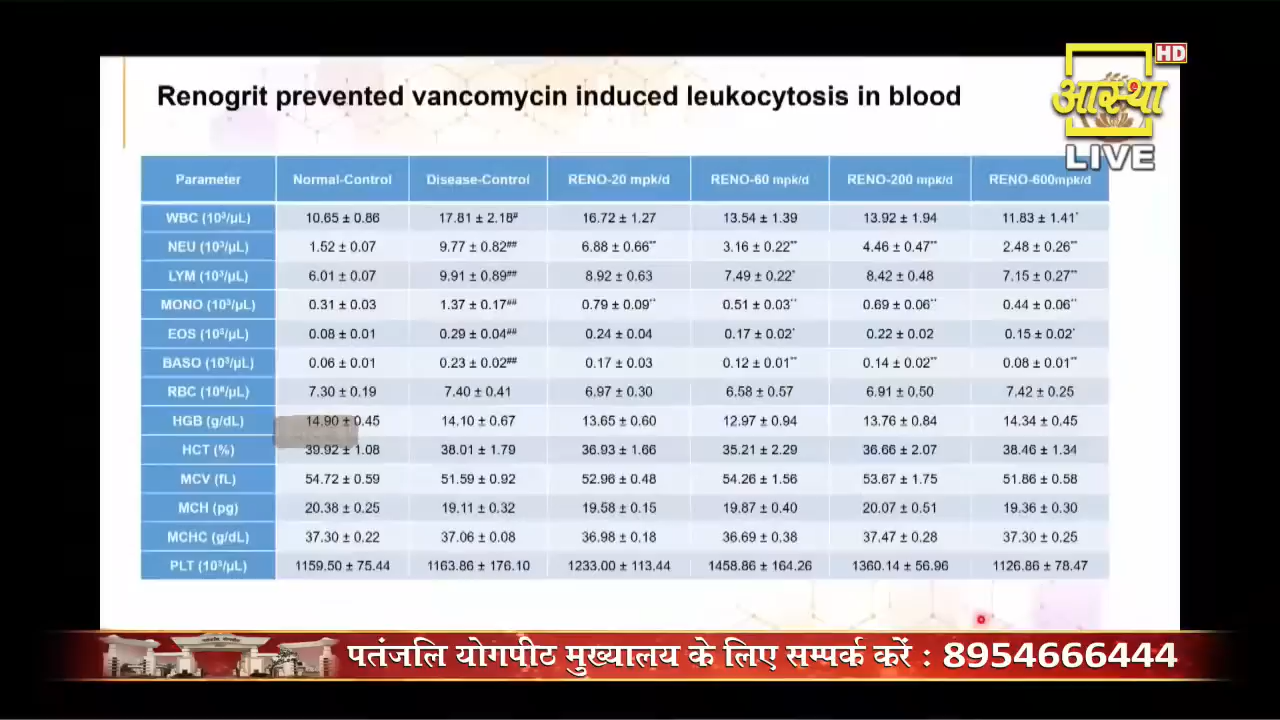 HD
आस्था
LIVE
Renogrit prevented vancomycin induced leukocytosis in blood
Parameter Normal-Control Disease-Control RENO-20 mpk/d RENO-60 mpk/d RENO-200 mpk/d RENO-600mpk/d
WBC (10³/µL) 10.65 ± 0.86 17.81 ± 2.18# 16.72 ± 1.27 13.54 ± 1.39 13.92 ± 1.94 11.83 ± 1.41*
NEU (10³/µL) 1.52 ± 0.07 9.77 ± 0.82## 6.88 ± 0.66** 3.16 ± 0.22** 4.46 ± 0.47** 2.48 ± 0.26**
LYM (10³/µL) 6.01 ± 0.07 9.91 ± 0.89## 8.92 ± 0.63 7.49 ± 0.22* 8.42 ± 0.48 7.15 ± 0.27**
MONO (10³/µL) 0.31 ± 0.03 1.37 ± 0.17## 0.79 ± 0.09** 0.51 ± 0.03** 0.69 ± 0.06** 0.44 ± 0.06**
EOS (10³/µL) 0.08 ± 0.01 0.29 ± 0.04## 0.24 ± 0.04 0.17 ± 0.02* 0.22 ± 0.02 0.15 ± 0.02*
BASO (10³/µL) 0.06 ± 0.01 0.23 ± 0.02## 0.17 ± 0.03 0.12 ± 0.01** 0.14 ± 0.02** 0.08 ± 0.01**
RBC (10⁶/µL) 7.30 ± 0.19 7.40 ± 0.41 6.97 ± 0.30 6.58 ± 0.57 6.91 ± 0.50 7.42 ± 0.25
HGB (g/dL) 14.90 ± 0.45 14.10 ± 0.67 13.65 ± 0.60 12.97 ± 0.94 13.76 ± 0.84 14.34 ± 0.45
HCT (%) 39.92 ± 1.08 38.01 ± 1.79 36.93 ± 1.66 35.21 ± 2.29 36.66 ± 2.07 38.46 ± 1.34
MCV (fL) 54.72 ± 0.59 51.59 ± 0.92 52.96 ± 0.48 54.26 ± 1.56 53.67 ± 1.75 51.86 ± 0.58
MCH (pg) 20.38 ± 0.25 19.11 ± 0.32 19.58 ± 0.15 19.87 ± 0.40 20.07 ± 0.51 19.36 ± 0.30
MCHC (g/dL) 37.30 ± 0.22 37.06 ± 0.08 36.98 ± 0.18 36.69 ± 0.38 37.47 ± 0.28 37.30 ± 0.25
PLT (10³/µL) 1159.50 ± 75.44 1163.86 ± 176.10 1233.00 ± 113.44 1458.86 ± 164.26 1360.14 ± 56.96 1126.86 ± 78.47
पतंजलि योगपीठ मुख्यालय के लिए सम्पर्क करें : 8954666444